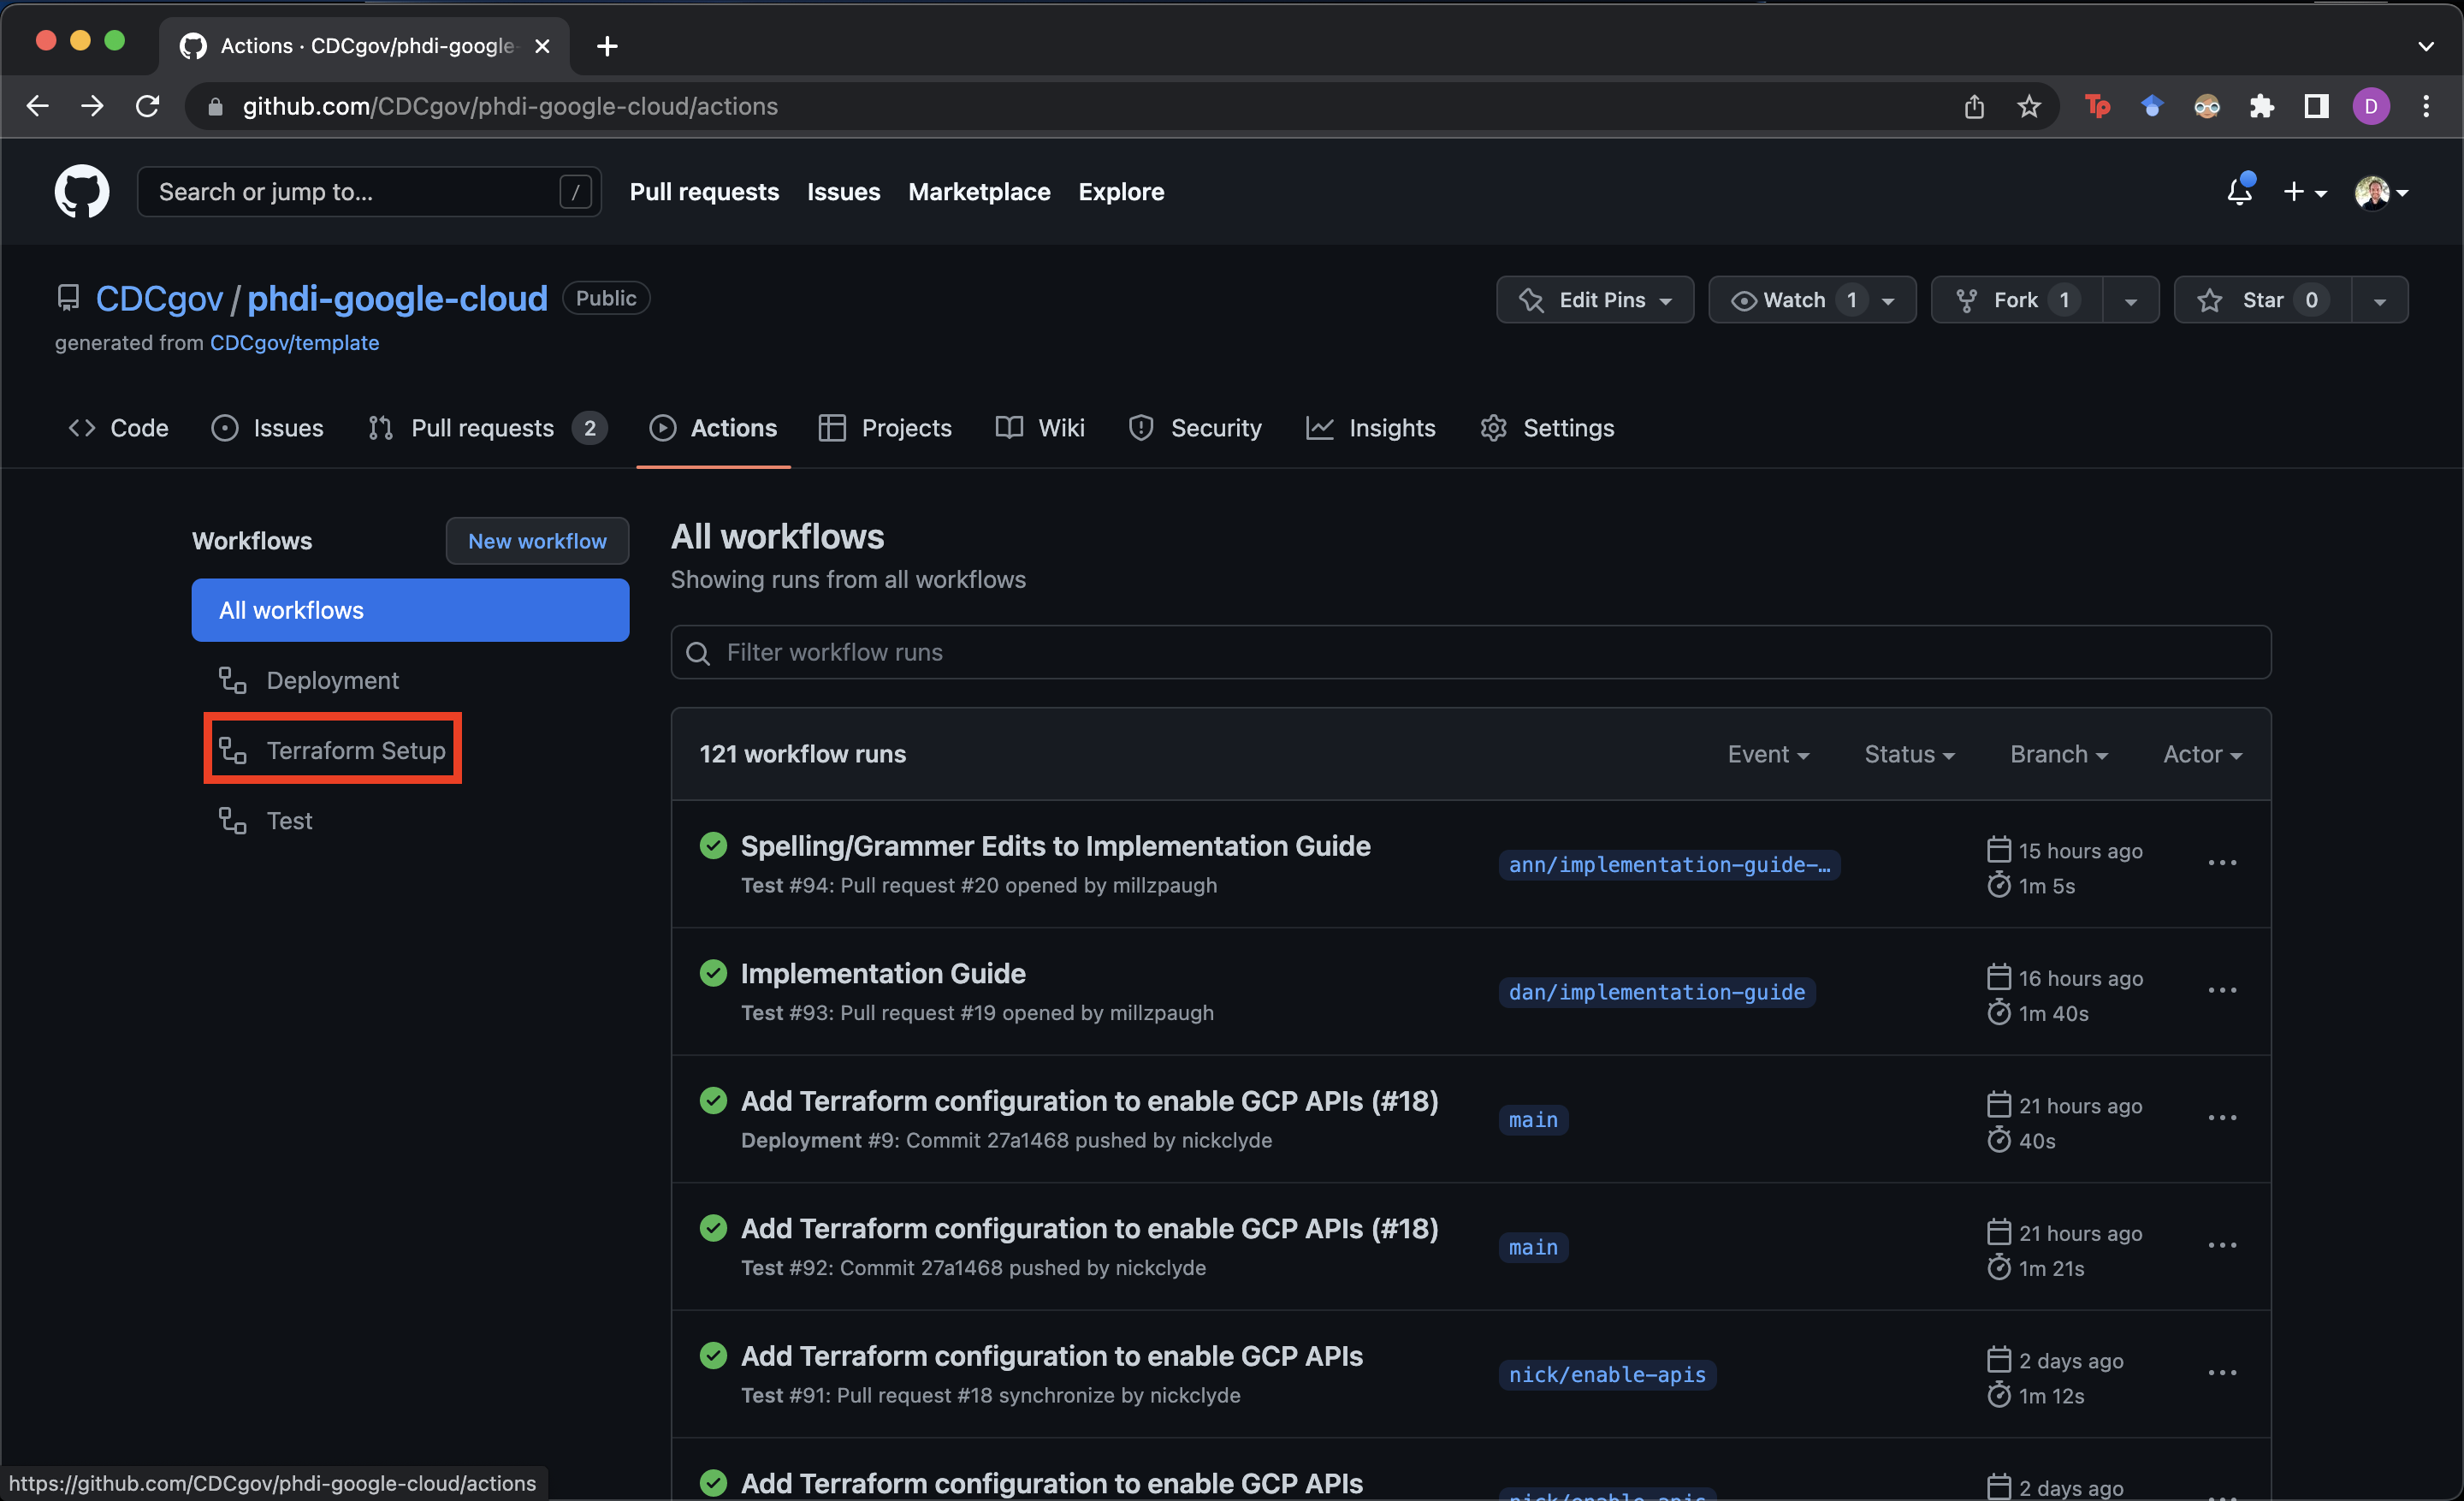 Actions · CDCgov/phdi-google-
github.com/CDCgov/phdi-google-cloud/actions
Tp
D
Search or jump to...
/
Pull requests
Issues
Marketplace
Explore
CDCgov / phdi-google-cloud
Public
generated from CDCgov/template
Edit Pins
Watch 1
Fork 1
Star 0
Code
Issues
Pull requests 2
Actions
Projects
Wiki
Security
Insights
Settings
Workflows
New workflow
All workflows
Deployment
Terraform Setup
Test
All workflows
Showing runs from all workflows
Filter workflow runs
121 workflow runs
Event
Status
Branch
Actor
Spelling/Grammer Edits to Implementation Guide
Test #94: Pull request #20 opened by millzpaugh
ann/implementation-guide-…
15 hours ago
1m 5s
Implementation Guide
Test #93: Pull request #19 opened by millzpaugh
dan/implementation-guide
16 hours ago
1m 40s
Add Terraform configuration to enable GCP APIs (#18)
Deployment #9: Commit 27a1468 pushed by nickclyde
main
21 hours ago
40s
Add Terraform configuration to enable GCP APIs (#18)
Test #92: Commit 27a1468 pushed by nickclyde
main
21 hours ago
1m 21s
Add Terraform configuration to enable GCP APIs
Test #91: Pull request #18 synchronize by nickclyde
nick/enable-apis
2 days ago
1m 12s
Add Terraform configuration to enable GCP APIs
nick/enable-apis
2 days ago
https://github.com/CDCgov/phdi-google-cloud/actions